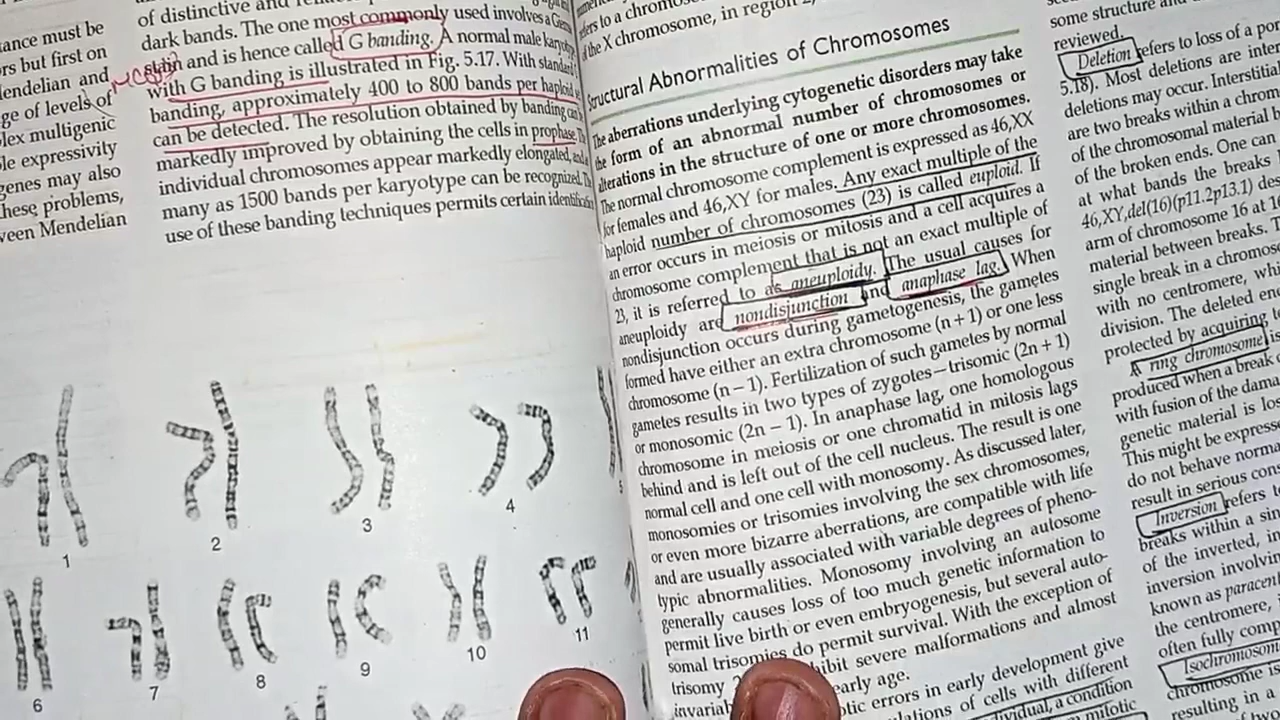 ance must be
rs but first on
endelian and
ge of levels of
lex multigenic
le expressivity
genes may also
hese problems,
veen Mendelian
of distinctive and
dark bands. The one most commonly used involves a
stain and is hence called G banding. A normal male
with G banding is illustrated in Fig. 5.17. With standard
banding, approximately 400 to 800 bands per haploid
can be detected. The resolution obtained by banding can
markedly improved by obtaining the cells in prophase.
individual chromosomes appear markedly elongated,
many as 1500 bands per karyotype can be recognized.
use of these banding techniques permits certain
1
2
3
4
5
6
7
8
9
10
11
refers to a
of the X chromosome, in region
Structural Abnormalities of Chromosomes
The aberrations underlying cytogenetic disorders may take
the form of an abnormal number of chromosomes or
alterations in the structure of one or more chromosomes.
The normal chromosome complement is expressed as 46,XX
for females and 46,XY for males. Any exact multiple of the
haploid number of chromosomes (23) is called euploid. If
an error occurs in meiosis or mitosis and a cell acquires a
chromosome complement that is not an exact multiple of
23, it is referred to as aneuploidy. The usual causes for
aneuploidy are nondisjunction and anaphase lag. When
nondisjunction occurs during gametogenesis, the gametes
formed have either an extra chromosome (n + 1) or one less
chromosome (n − 1). Fertilization of such gametes by normal
gametes results in two types of zygotes—trisomic (2n + 1)
or monosomic (2n − 1). In anaphase lag, one homologous
chromosome in meiosis or one chromatid in mitosis lags
behind and is left out of the cell nucleus. The result is one
normal cell and one cell with monosomy. As discussed later,
monosomies or trisomies involving the sex chromosomes,
or even more bizarre aberrations, are compatible with life
and are usually associated with variable degrees of pheno-
typic abnormalities. Monosomy involving an autosome
generally causes loss of too much genetic information to
permit live birth or even embryogenesis, but several auto-
somal trisomies do permit survival. With the exception of
trisomy severe malformations and almost
early age.
errors in early development give
of cells with different
a condition
mitotic
some structure and
reviewed.
Deletion refers to loss of a
5.18). Most deletions are
deletions may occur. Interstitial
are two breaks within a
of the chromosomal material
of the broken ends. One can
at what bands the breaks
46,XY,del(16)(p11.2p13.1)
arm of chromosome 16 at
material between breaks.
single break in a
with no centromere,
division. The deleted
protected by acquiring
A ring chromosome is
produced when a break
with fusion of the
genetic material is
This might be
do not behave
result in serious
Inversion refers
breaks within a
of the inverted,
inversion
known as
the centromere,
often fully
chromosome
resulting in a